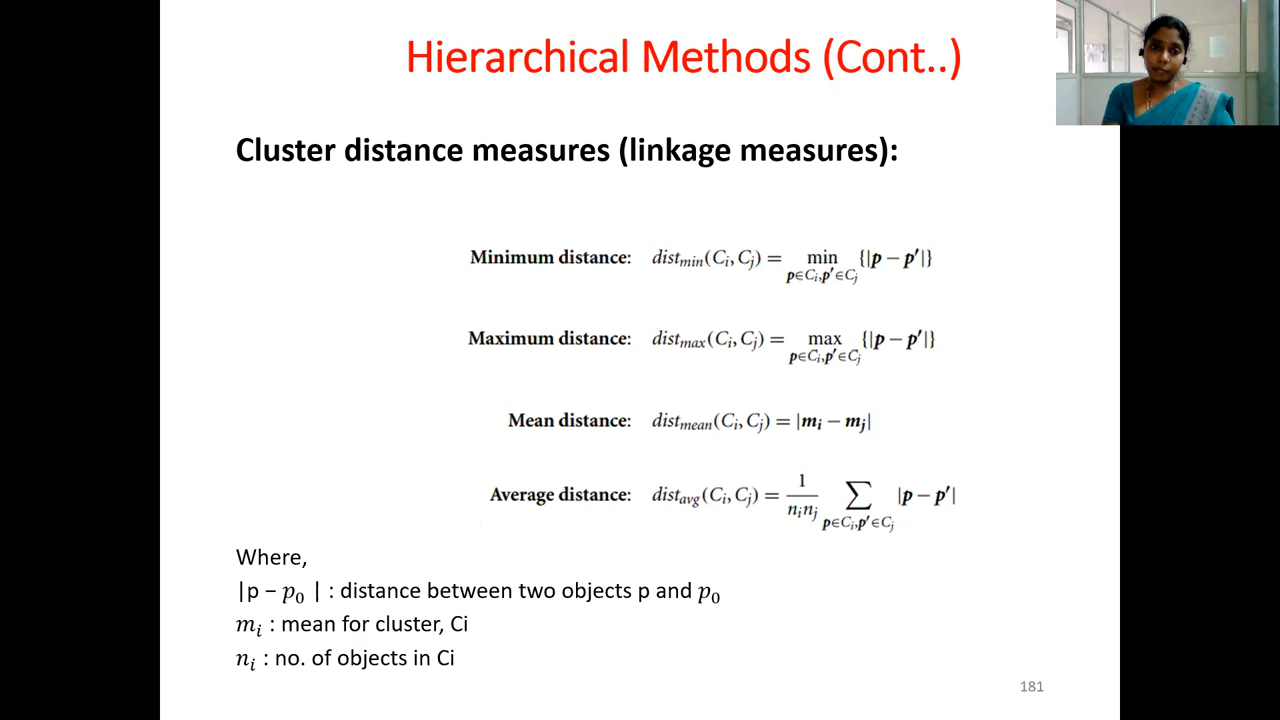 Hierarchical Methods (Cont..)
Cluster distance measures (linkage measures):
Minimum distance: dist_min(C_i, C_j) = min_{p∈C_i, p′∈C_j} {|p − p′|}
Maximum distance: dist_max(C_i, C_j) = max_{p∈C_i, p′∈C_j} {|p − p′|}
Mean distance: dist_mean(C_i, C_j) = |m_i − m_j|
Average distance: dist_avg(C_i, C_j) = 1/(n_i n_j) ∑_{p∈C_i, p′∈C_j} |p − p′|
Where,
|p − p₀ | : distance between two objects p and p₀
m_i : mean for cluster, Ci
n_i : no. of objects in Ci
181